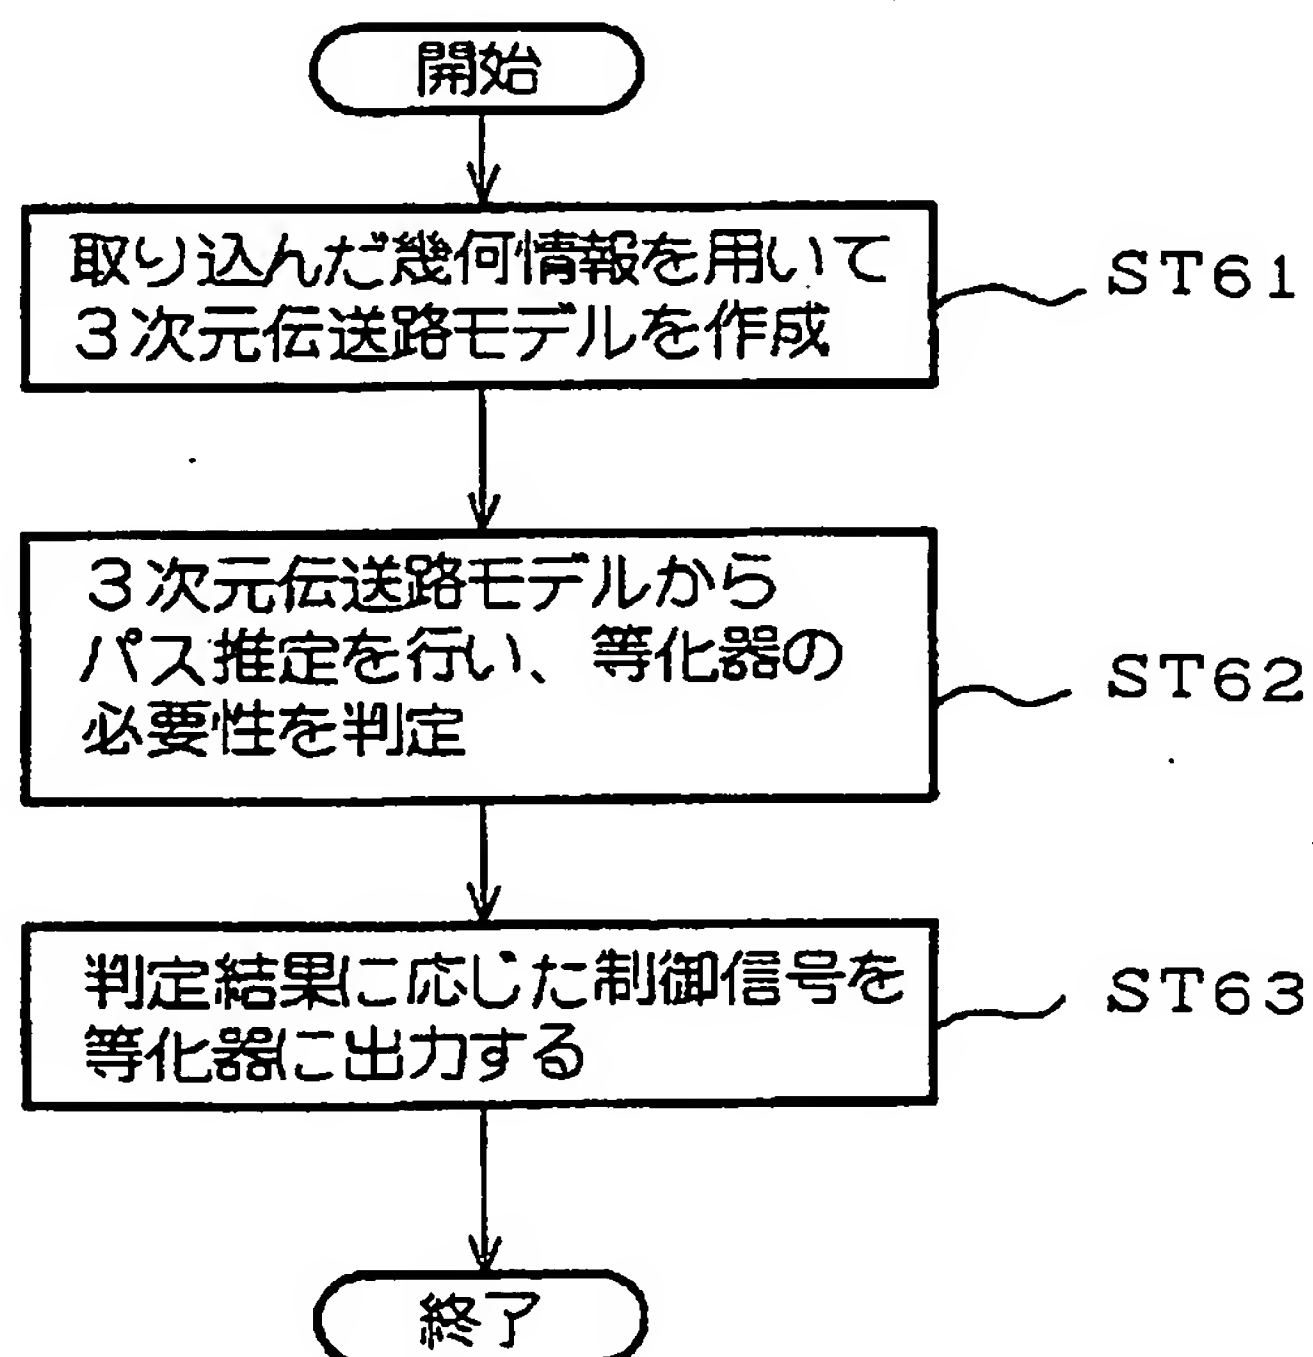 開始
取り込んだ幾何情報を用いて
3次元伝送路モデルを作成
ST61
3次元伝送路モデルから
パス推定を行い、等化器の
必要性を判定
ST62
判定結果に応じた制御信号を
等化器に出力する
ST63
終了